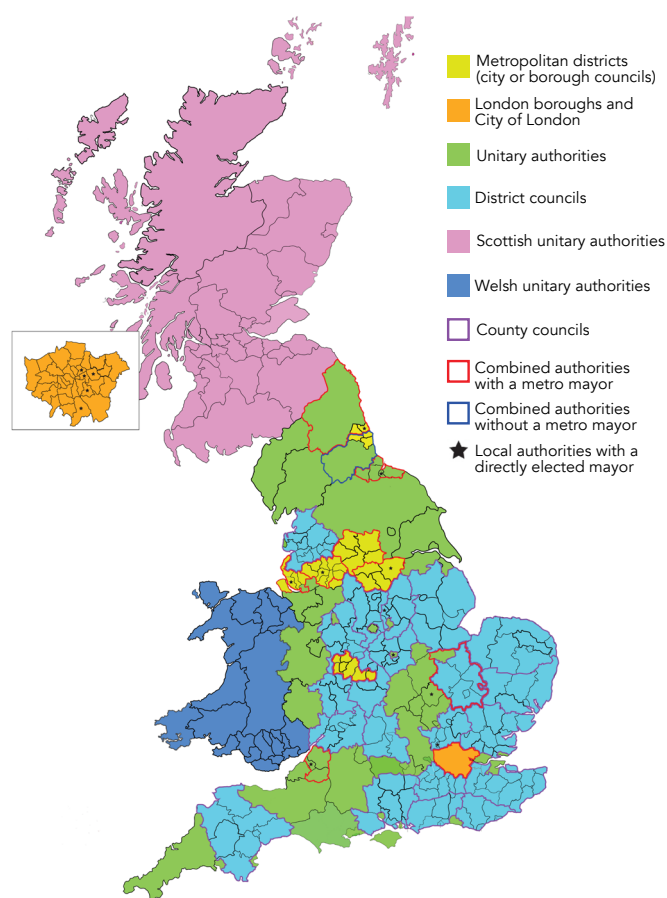 Metropolitan districts
(city or borough councils)
London boroughs and
City of London
Unitary authorities
District councils
Scottish unitary authorities
Welsh unitary authorities
County councils
Combined authorities
with a metro mayor
Combined authorities
without a metro mayor
Local authorities with a
directly elected mayor